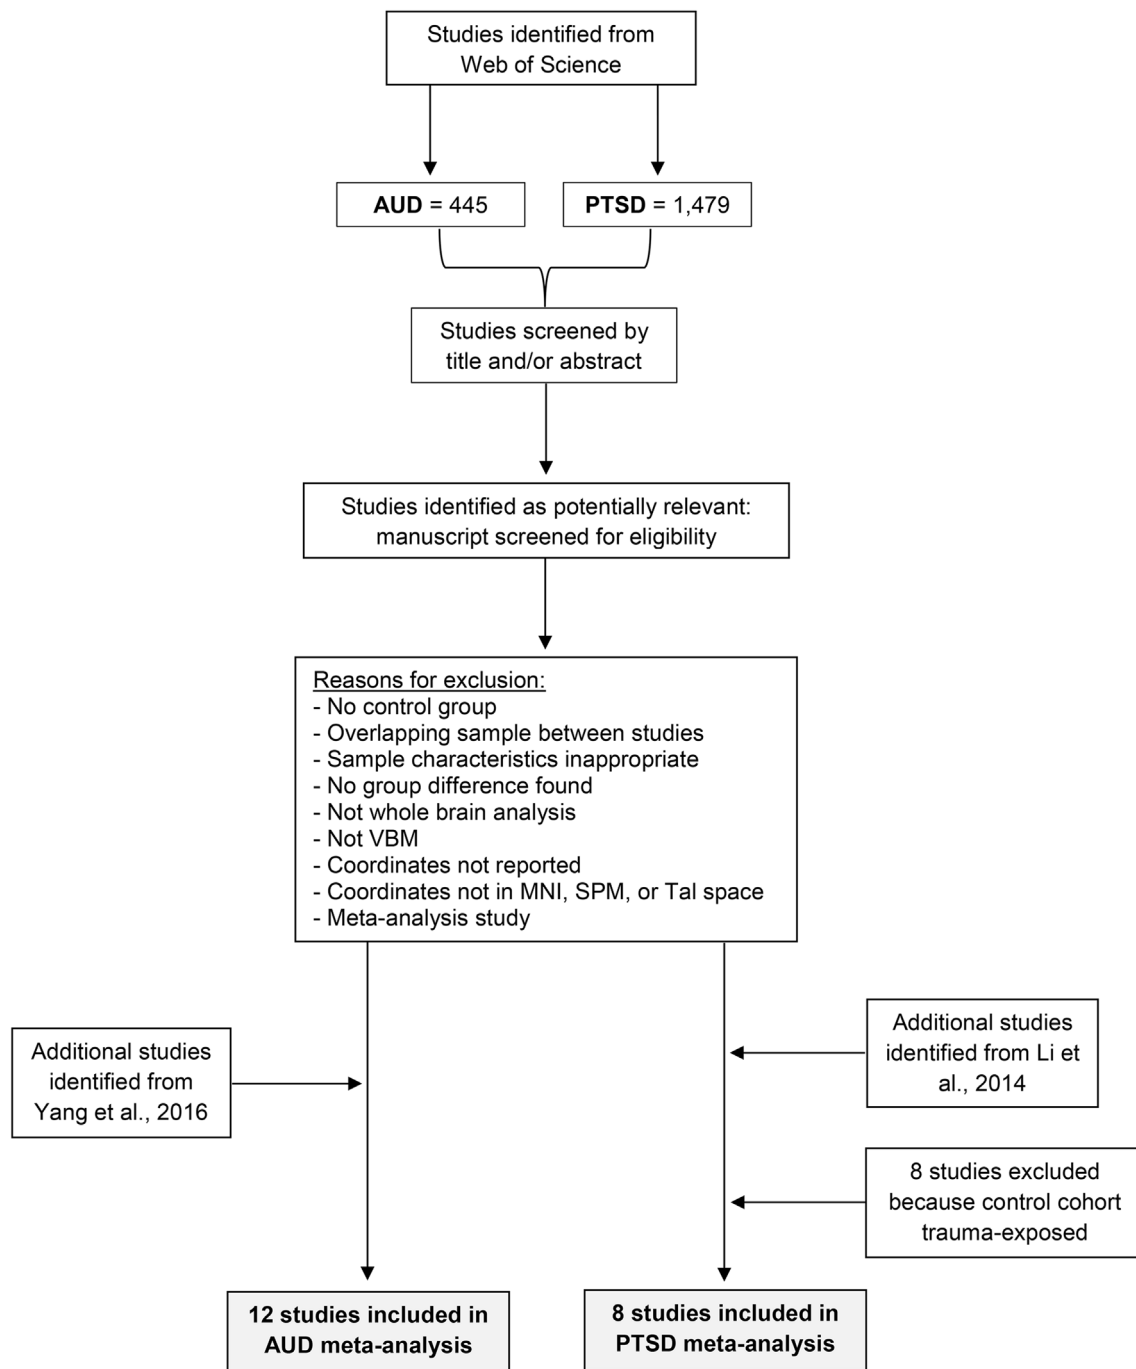 Studies identified from
Web of Science
AUD = 445
PTSD = 1,479
Studies screened by
title and/or abstract
Studies identified as potentially relevant:
manuscript screened for eligibility
Reasons for exclusion:
- No control group
- Overlapping sample between studies
- Sample characteristics inappropriate
- No group difference found
- Not whole brain analysis
- Not VBM
- Coordinates not reported
- Coordinates not in MNI, SPM, or Tal space
- Meta-analysis study
Additional studies
identified from
Yang et al., 2016
Additional studies
identified from Li et
al., 2014
8 studies excluded
because control cohort
trauma-exposed
12 studies included in
AUD meta-analysis
8 studies included in
PTSD meta-analysis